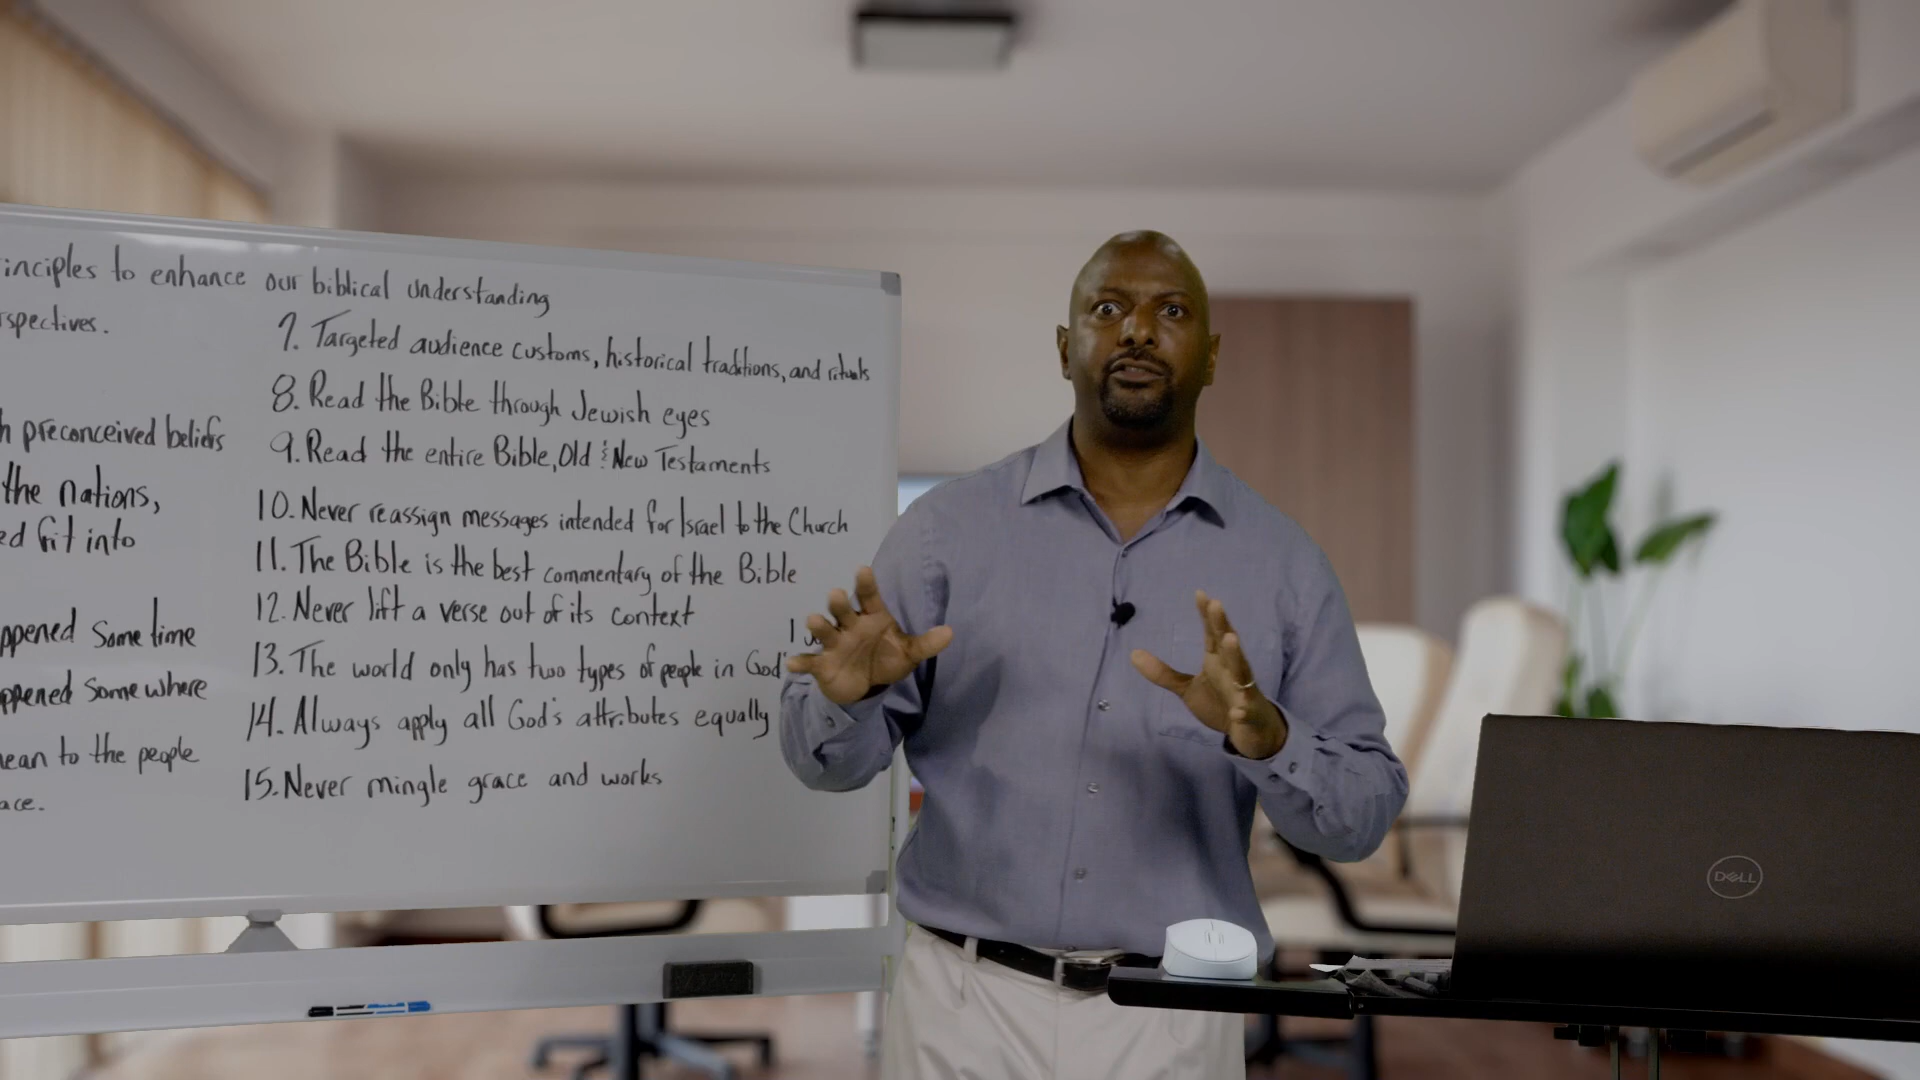 inciples to enhance our biblical understanding
rspectives.
h preconceived beliefs
the nations,
ed fit into
ppened Some time
ppened Somewhere
ean to the people
ace.
7. Targeted audience customs, historical traditions, and rituals
8. Read the Bible through Jewish eyes
9. Read the entire Bible, Old & New Testaments
10. Never reassign messages intended for Israel to the Church
11. The Bible is the best commentary of the Bible
12. Never lift a verse out of its context
13. The world only has two types of people in God'
14. Always apply all God's attributes equally
15. Never mingle grace and works
DELL